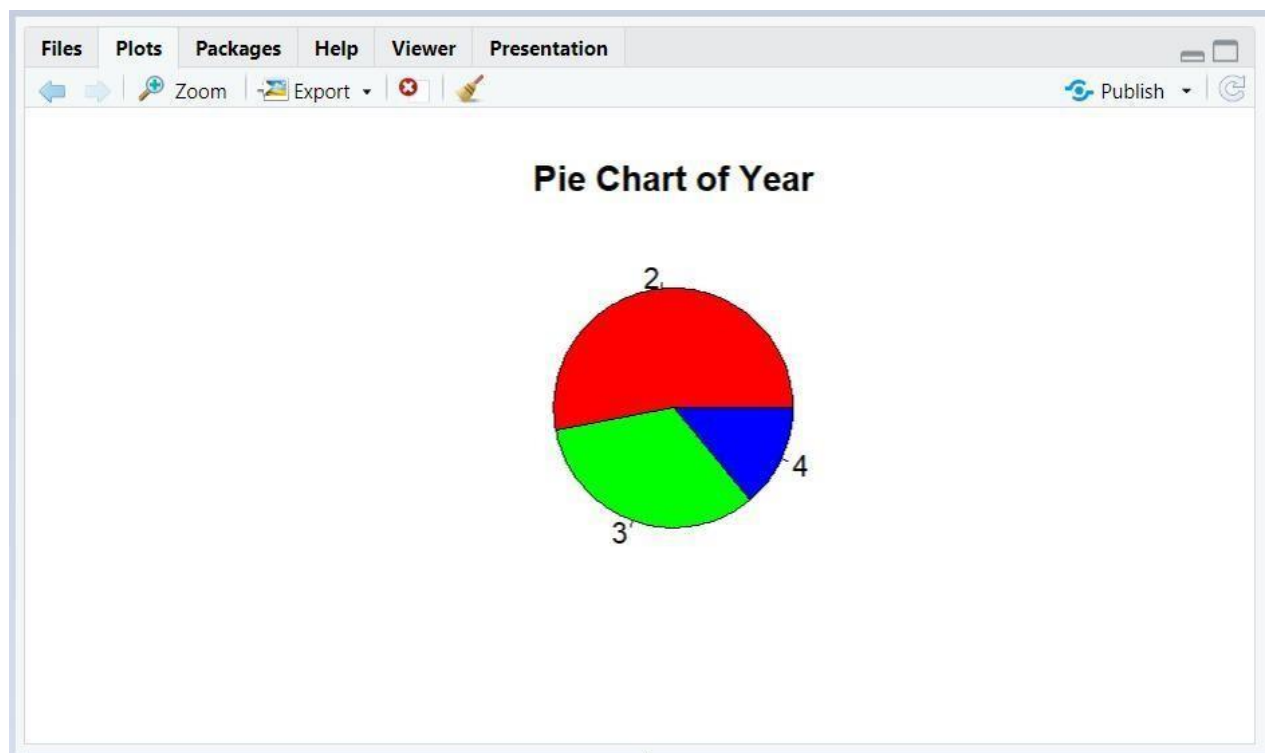 Files Plots Packages Help Viewer Presentation
Zoom Export Publish
Pie Chart of Year
2
4
3